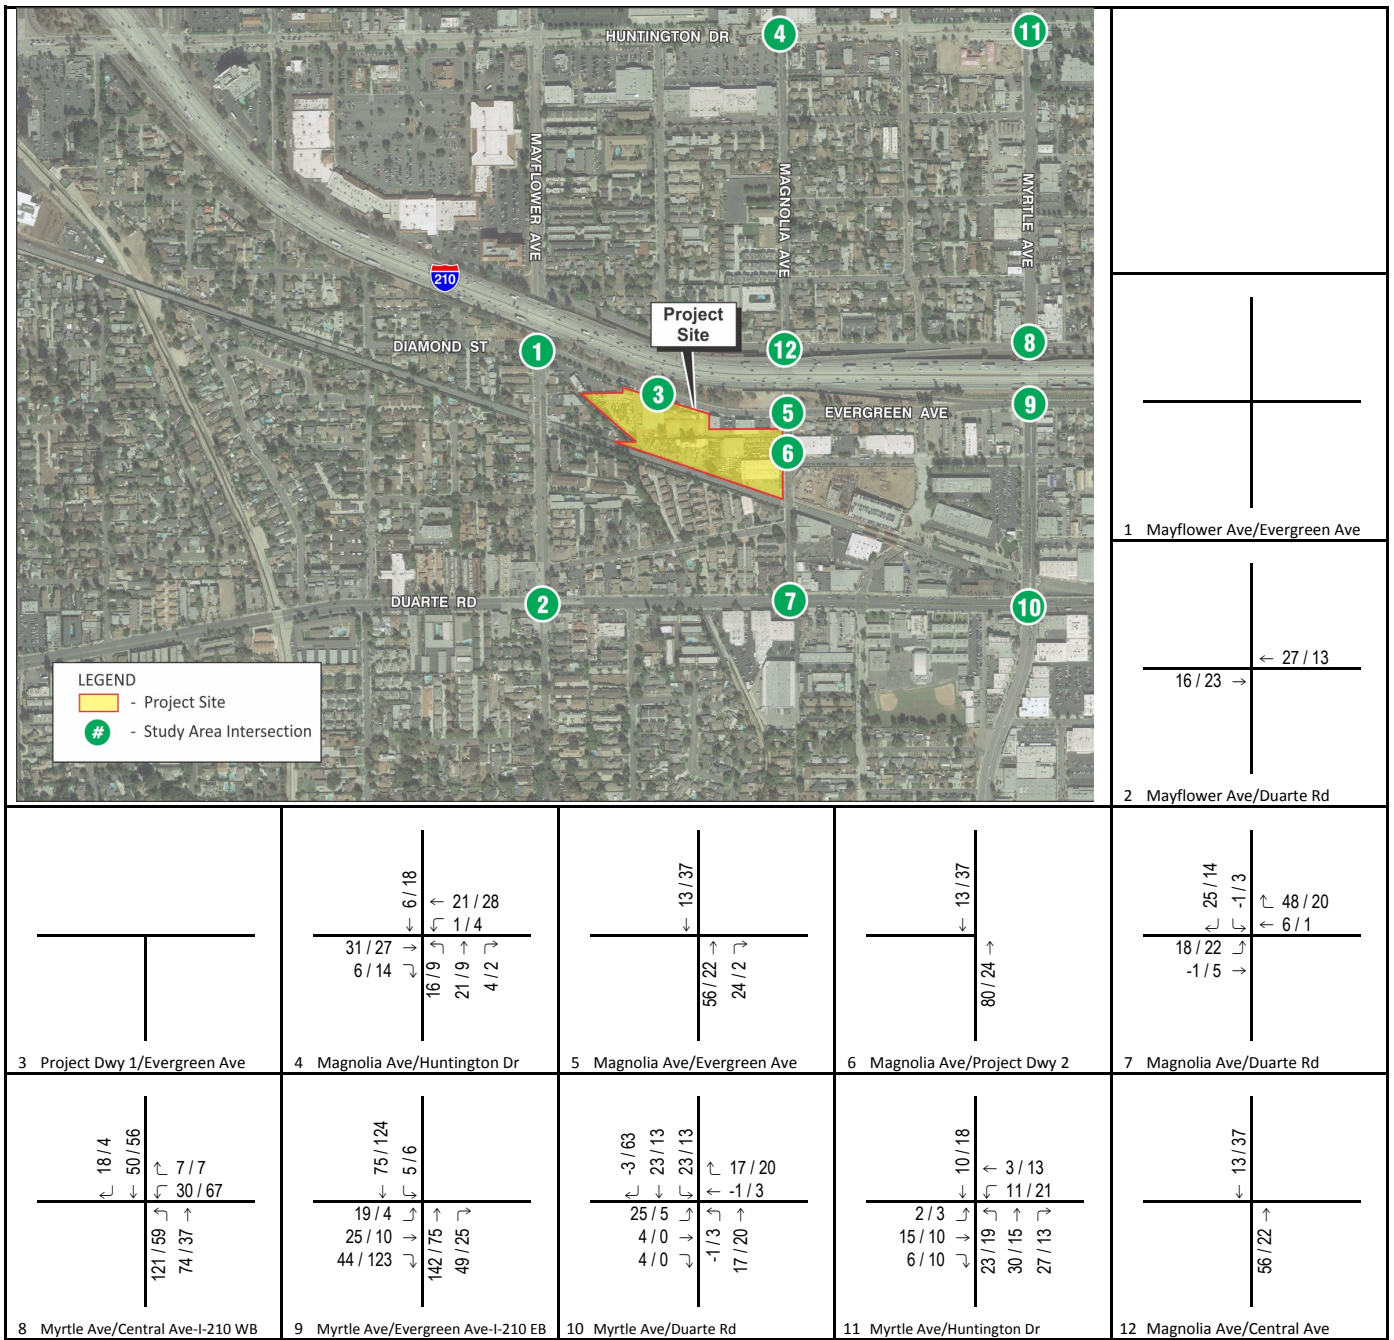 HUNTINGTON DR
4
11
MAYFLOWER AVE
MAGNOLIA AVE
MYRTLE AVE
210
Project
Site
DIAMOND ST
1
12
8
3
5
EVERGREEN AVE
9
6
DUARTE RD
2
7
10
LEGEND
- Project Site
# - Study Area Intersection
1 Mayflower Ave/Evergreen Ave
← 27 / 13
16 / 23 →
2 Mayflower Ave/Duarte Rd
3 Project Dwy 1/Evergreen Ave
6 / 18 ↓
← 21 / 28
↙ 1 / 4
31 / 27 →
6 / 14 ↘
16 / 9
21 / 9
4 / 2
4 Magnolia Ave/Huntington Dr
13 / 37
56 / 22
24 / 2
5 Magnolia Ave/Evergreen Ave
13 / 37
80 / 24
6 Magnolia Ave/Project Dwy 2
25 / 14
-1 / 3
48 / 20
← 6 / 1
18 / 22
-1 / 5 →
7 Magnolia Ave/Duarte Rd
18 / 4
50 / 56
7 / 7
30 / 67
121 / 59
74 / 37
8 Myrtle Ave/Central Ave-I-210 WB
75 / 124
5 / 6
19 / 4
25 / 10 →
44 / 123
142 / 75
49 / 25
9 Myrtle Ave/Evergreen Ave-I-210 EB
-3 / 63
23 / 13
23 / 13
17 / 20
← -1 / 3
25 / 5
4 / 0 →
4 / 0
-1 / 3
17 / 20
10 Myrtle Ave/Duarte Rd
10 / 18
← 3 / 13
11 / 21
2 / 3
15 / 10 →
6 / 10
23 / 19
30 / 15
27 / 13
11 Myrtle Ave/Huntington Dr
13 / 37
56 / 22
12 Magnolia Ave/Central Ave